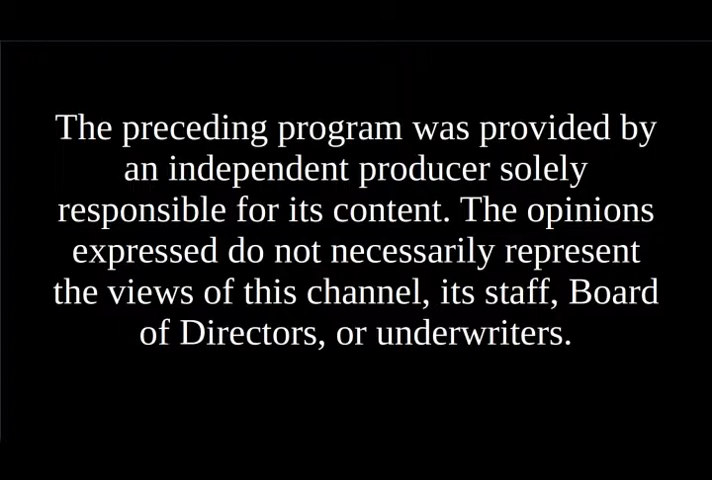 The preceding program was provided by
an independent producer solely
responsible for its content. The opinions
expressed do not necessarily represent
the views of this channel, its staff, Board
of Directors, or underwriters.